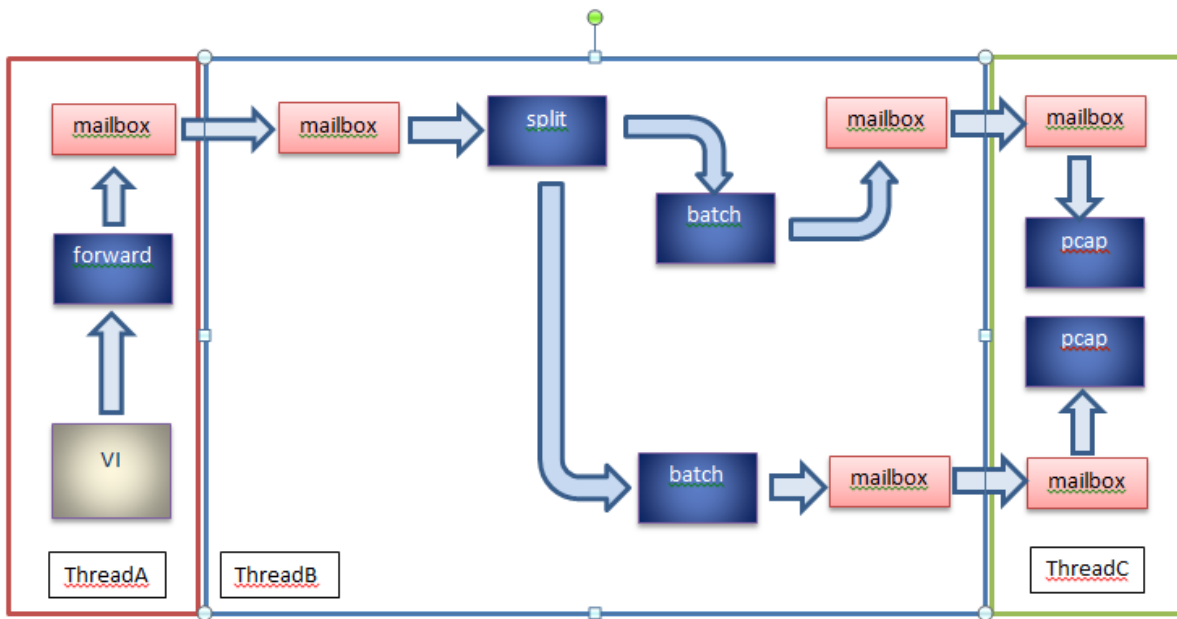 mailbox
mailbox
split
mailbox
mailbox
batch
forward
pcap
pcap
VI
batch
mailbox
mailbox
ThreadA
ThreadB
ThreadC